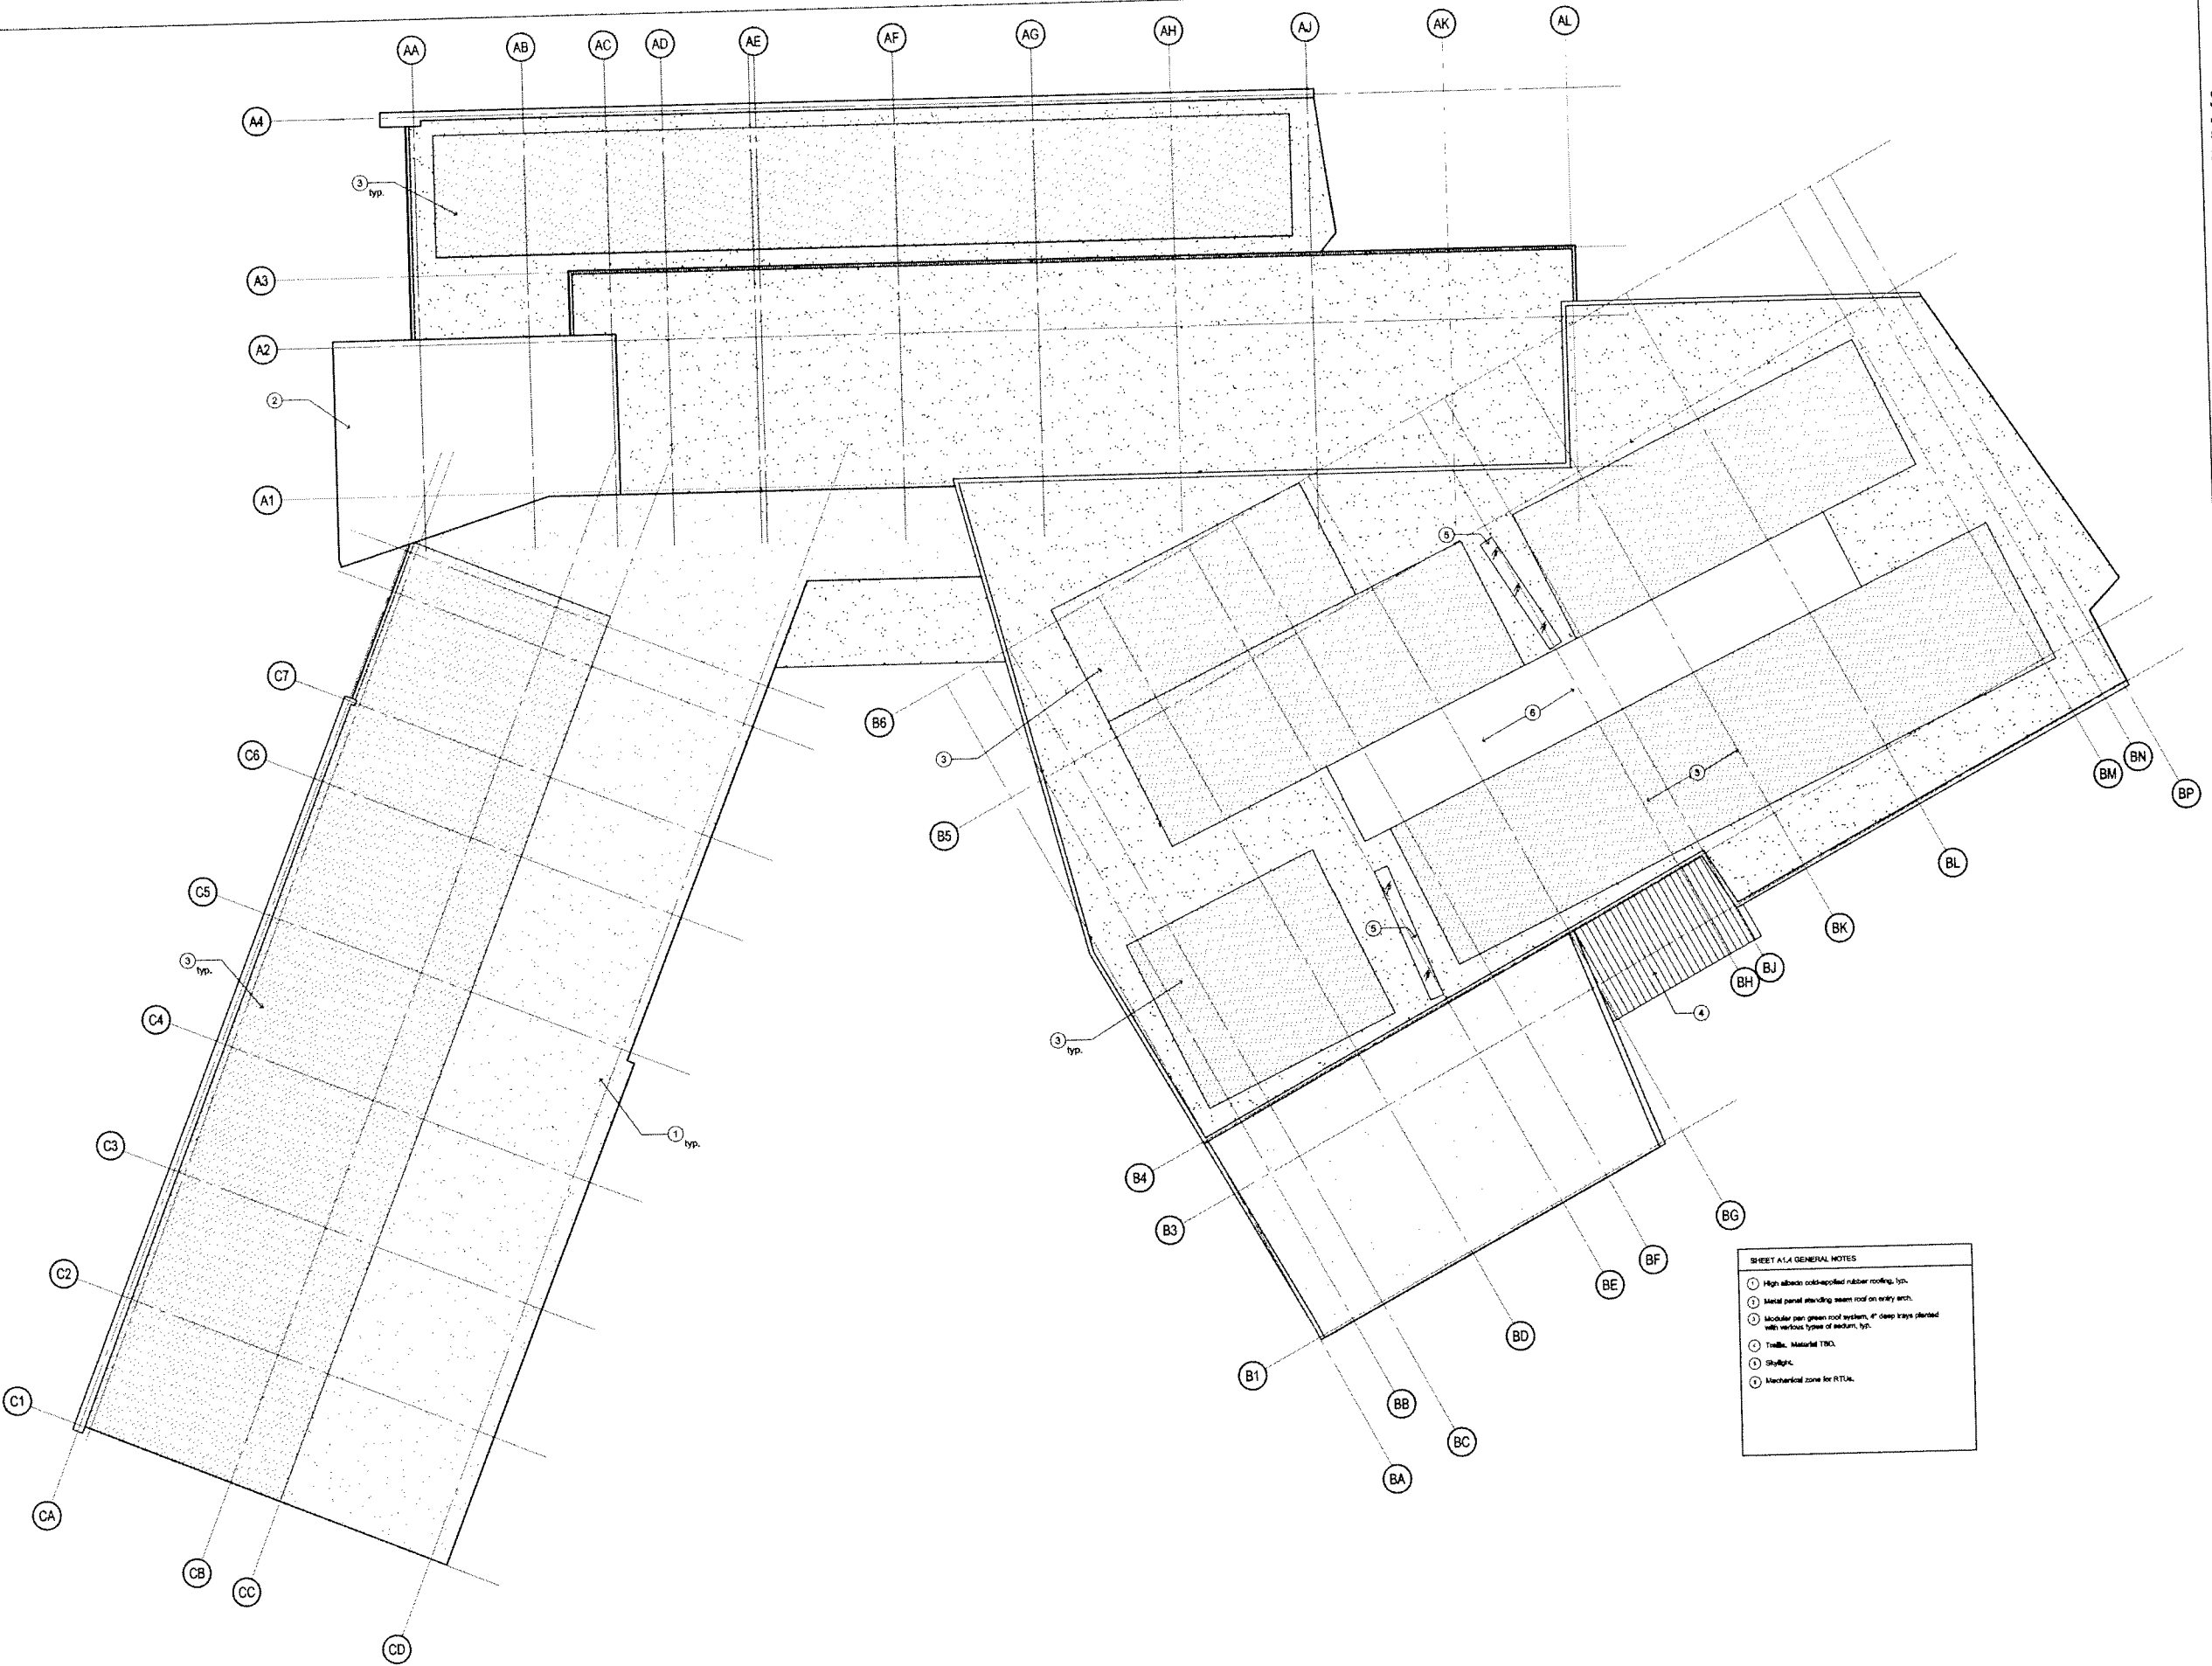 AA
AB
AC
AD
AE
AF
AG
AH
AJ
AK
AL
A4
3
typ.
A3
A2
2
A1
5
C7
B6
6
C6
3
3
BN
BM
BP
B5
BL
C5
5
BK
3
typ.
BJ
BH
4
C4
3
typ.
1
typ.
C3
B4
BG
B3
BF
C2
BE
BD
B1
C1
BB
BC
BA
CA
CB
CC
CD
SHEET A1.4 GENERAL NOTES
1 High albedo cold-applied rubber roofing, typ.
2 Metal panel standing seam roof on entry arch.
3 Modular pan green roof system, 4" deep trays planted
with various types of sedum, typ.
4 Trellis. Material TBD.
5 Skylight.
6 Mechanical zone for RTUs.